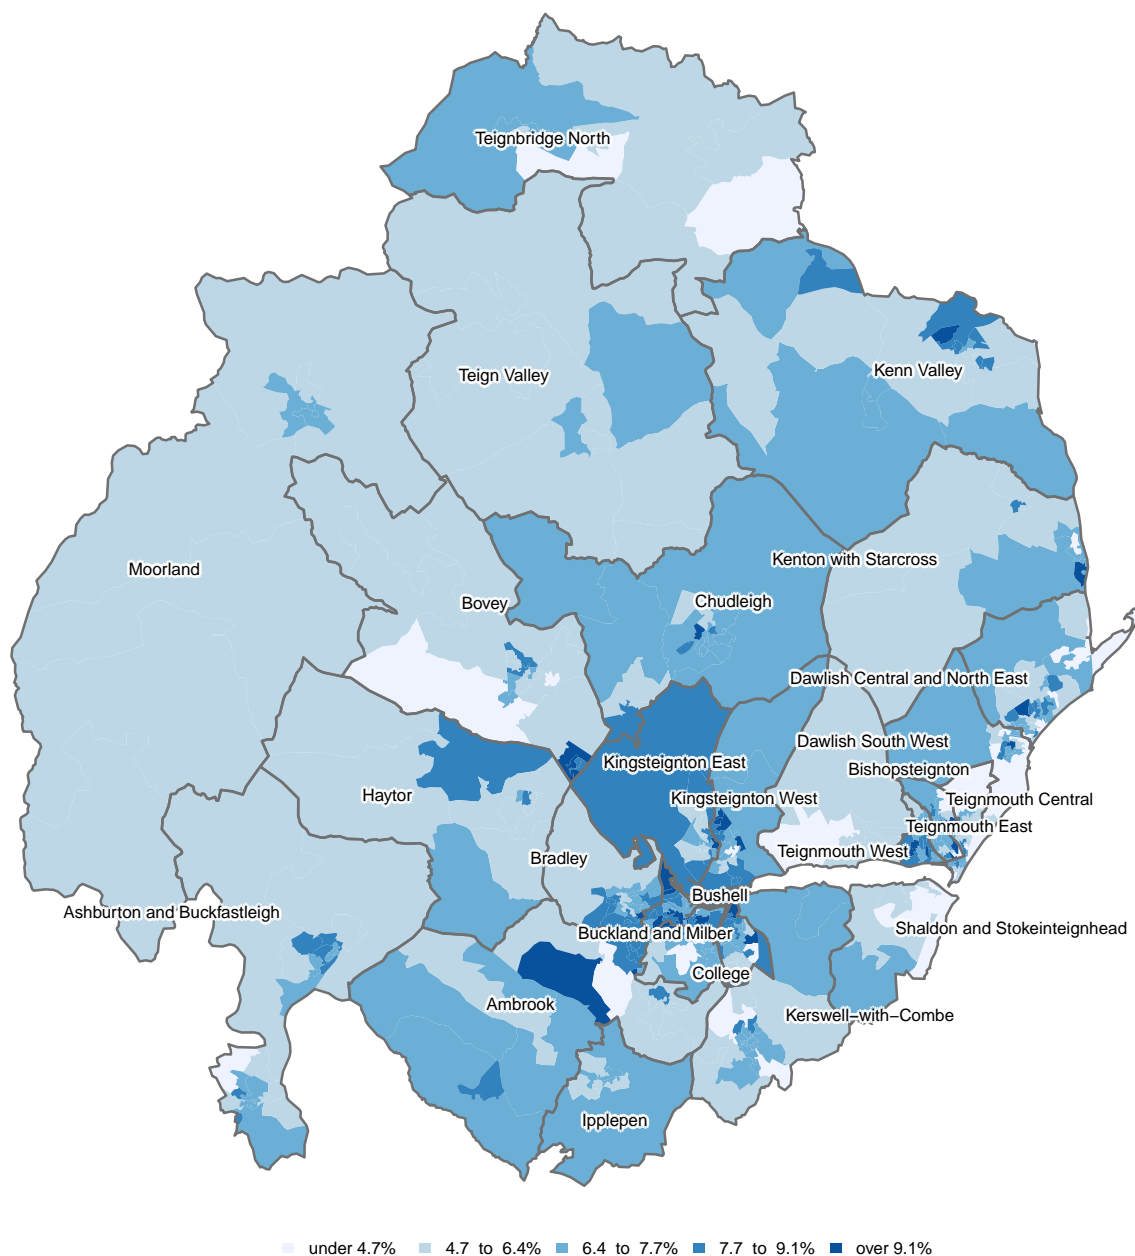 Teignbridge North
Kenn Valley
Teign Valley
Kenton with Starcross
Moorland
Chudleigh
Bovey
Dawlish Central and North East
Dawlish South West
Kingsteignton East
Bishopsteignton
Haytor
Kingsteignton West
Teignmouth Central
Teignmouth East
Teignmouth West
Bradley
Bushell
Ashburton and Buckfastleigh
Shaldon and Stokeinteignhead
Buckland and Milber
College
Ambrook
Kerswell−with−Combe
Ipplepen
under 4.7% 4.7 to 6.4% 6.4 to 7.7% 7.7 to 9.1% over 9.1%